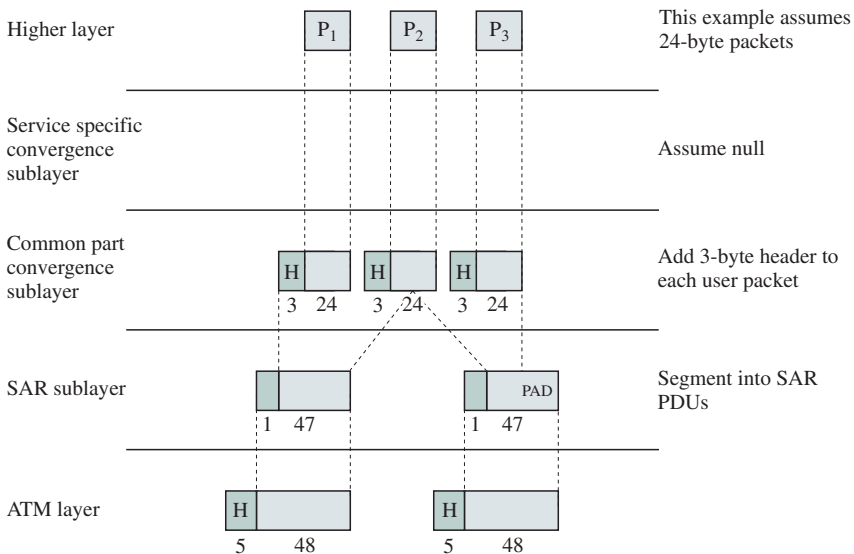 Higher layer
P1 P2 P3
This example assumes
24-byte packets
Service specific
convergence
sublayer
Assume null
Common part
convergence
sublayer
H H H
3 24 3 24 3 24
Add 3-byte header to
each user packet
SAR sublayer
PAD
1 47 1 47
Segment into SAR
PDUs
ATM layer
H H
5 48 5 48